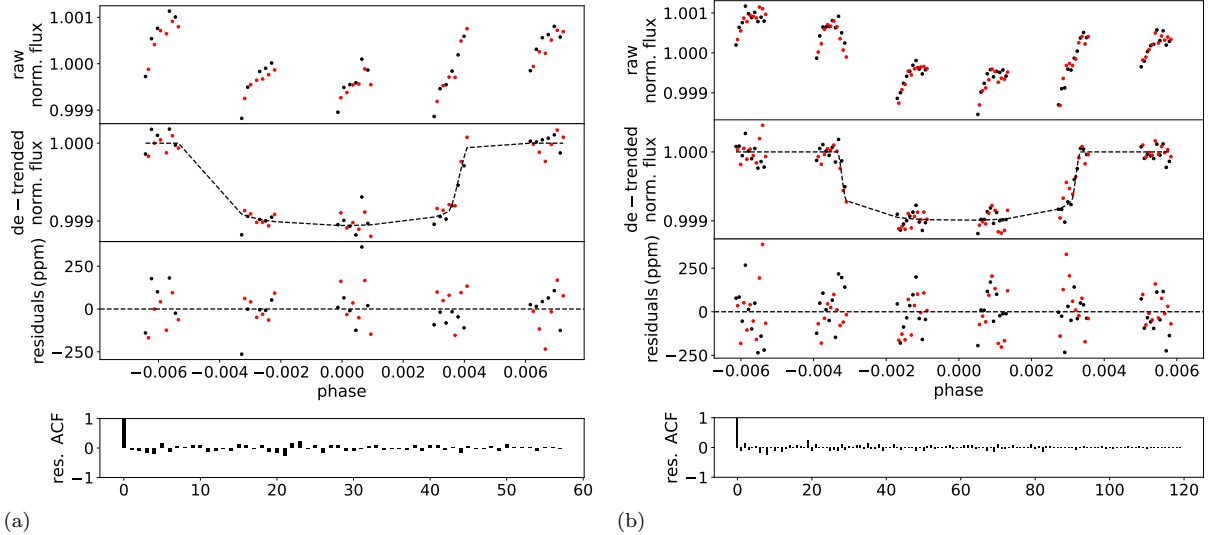 raw
norm. flux
1.001
1.000
0.999
de−trended
norm. flux
1.000
0.999
residuals (ppm)
250
0
−250
−0.006 −0.004 −0.002 0.000 0.002 0.004 0.006
phase
res. ACF
1
0
−1
0 10 20 30 40 50 60
(a)
raw
norm. flux
1.001
1.000
0.999
de−trended
norm. flux
1.000
0.999
residuals (ppm)
250
0
−250
−0.006 −0.004 −0.002 0.000 0.002 0.004 0.006
phase
res. ACF
1
0
−1
0 20 40 60 80 100 120
(b)